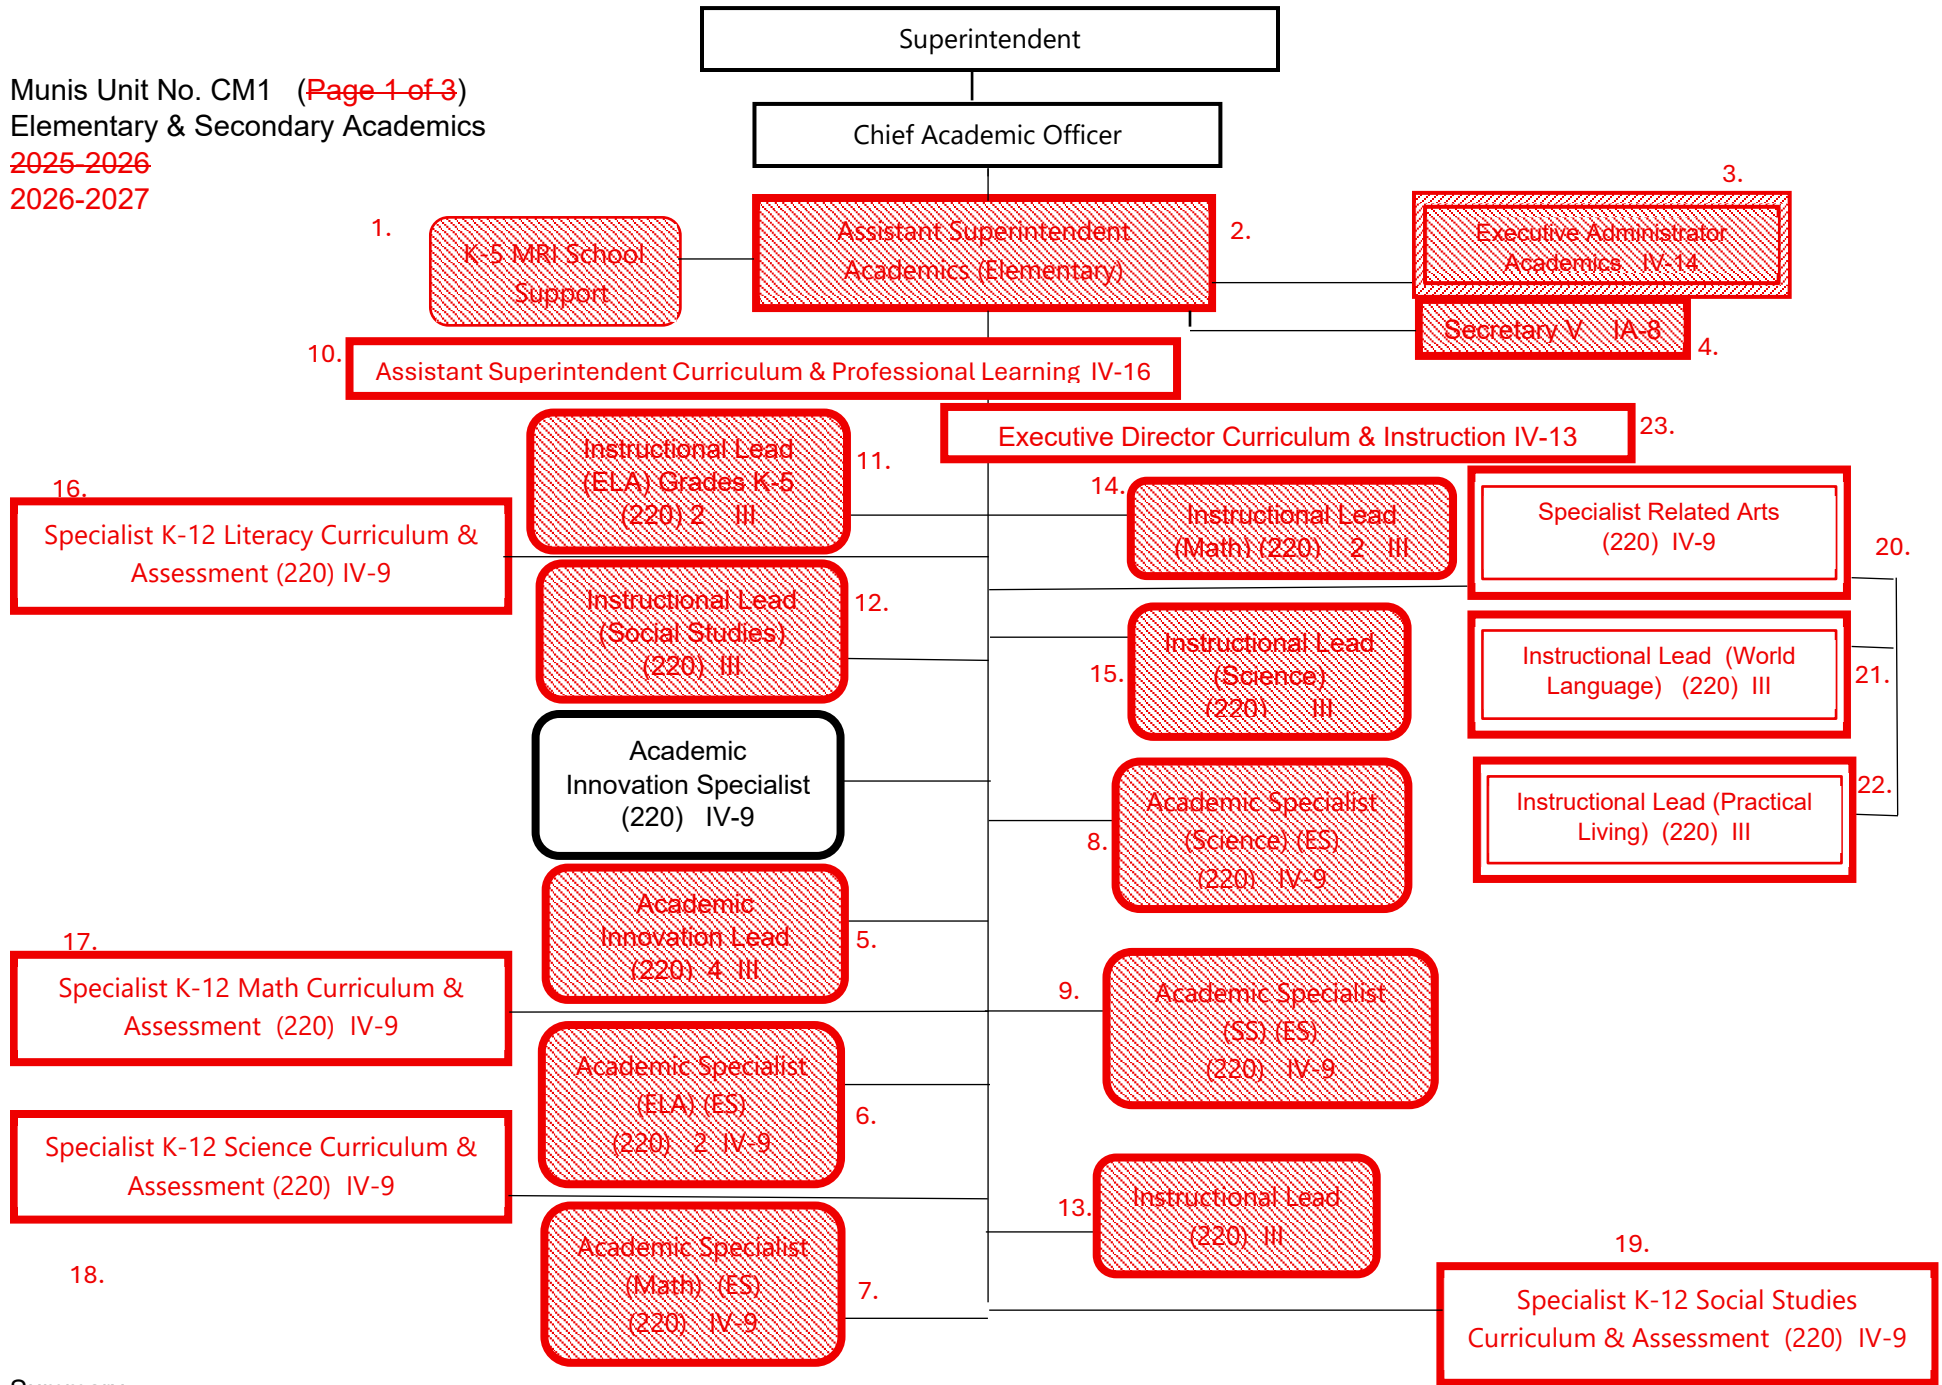 Superintendent
Munis Unit No. CM1 (Page 1 of 3)
Elementary & Secondary Academics
2025-2026
2026-2027
Chief Academic Officer
1.
K-5 MRI School
Support
Assistant Superintendent
Academics (Elementary)
2.
3.
Executive Administrator
Academics IV-14
Secretary V IA-8
4.
10.
Assistant Superintendent Curriculum & Professional Learning IV-16
Executive Director Curriculum & Instruction IV-13
23.
Instructional Lead
(ELA) Grades K-5
(220) 2 III
11.
16.
Specialist K-12 Literacy Curriculum &
Assessment (220) IV-9
14.
Instructional Lead
(Math) (220) 2 III
Specialist Related Arts
(220) IV-9
20.
Instructional Lead
(Social Studies)
(220) III
12.
Instructional Lead
(Science)
(220) III
15.
Instructional Lead (World
Language) (220) III
21.
Academic
Innovation Specialist
(220) IV-9
Academic Specialist
(Science) (ES)
(220) IV-9
8.
Instructional Lead (Practical
Living) (220) III
22.
Academic
Innovation Lead
(220) 4 III
5.
17.
Specialist K-12 Math Curriculum &
Assessment (220) IV-9
9.
Academic Specialist
(SS) (ES)
(220) IV-9
Academic Specialist
(ELA) (ES)
(220) 2 IV-9
6.
Specialist K-12 Science Curriculum &
Assessment (220) IV-9
18.
13.
Instructional Lead
(220) III
Academic Specialist
(Math) (ES)
(220) IV-9
7.
19.
Specialist K-12 Social Studies
Curriculum & Assessment (220) IV-9